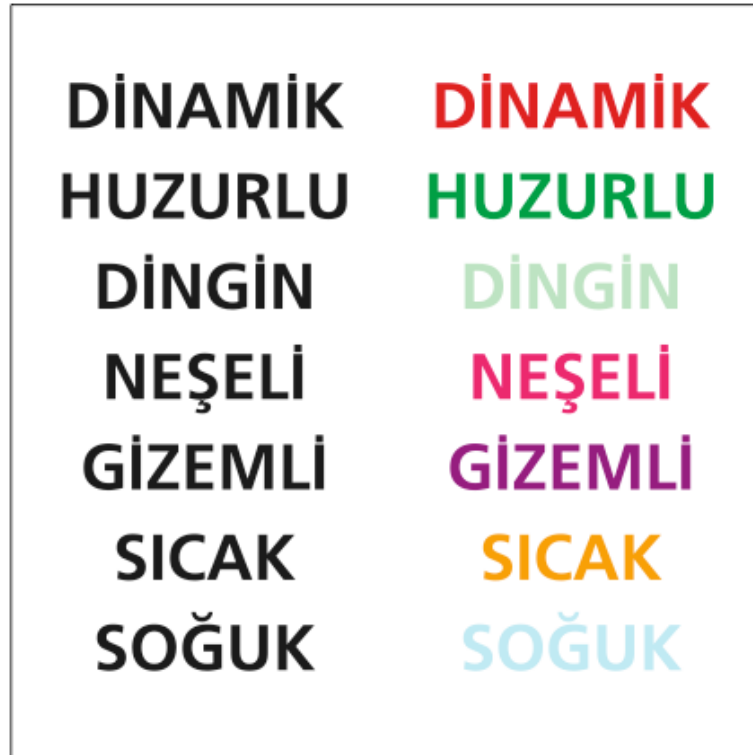 DİNAMİK DİNAMİK
HUZURLU HUZURLU
DİNGİN DİNGİN
NEŞELİ NEŞELİ
GİZEMLİ GİZEMLİ
SICAK SICAK
SOĞUK SOĞUK